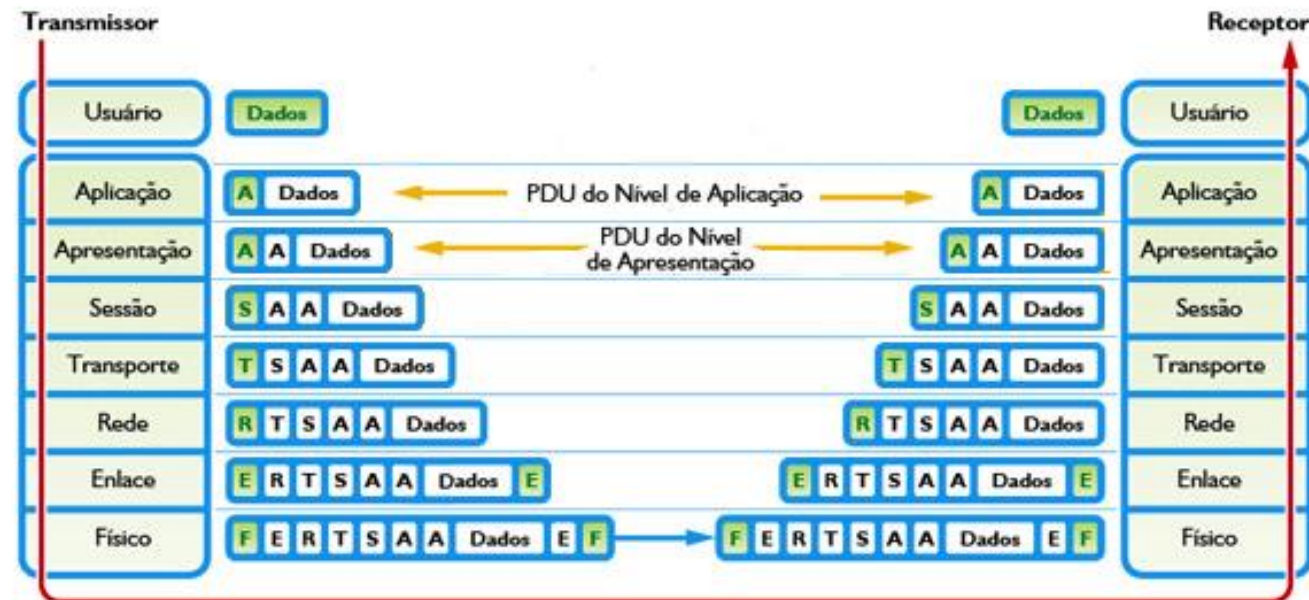 Transmissor Receptor
Usuário Dados Dados Usuário
Aplicação A Dados PDU do Nível de Aplicação A Dados Aplicação
Apresentação A A Dados PDU do Nível de Apresentação A A Dados Apresentação
Sessão S A A Dados S A A Dados Sessão
Transporte T S A A Dados T S A A Dados Transporte
Rede R T S A A Dados R T S A A Dados Rede
Enlace E R T S A A Dados E E R T S A A Dados E Enlace
Físico F E R T S A A Dados E F F E R T S A A Dados E F Físico